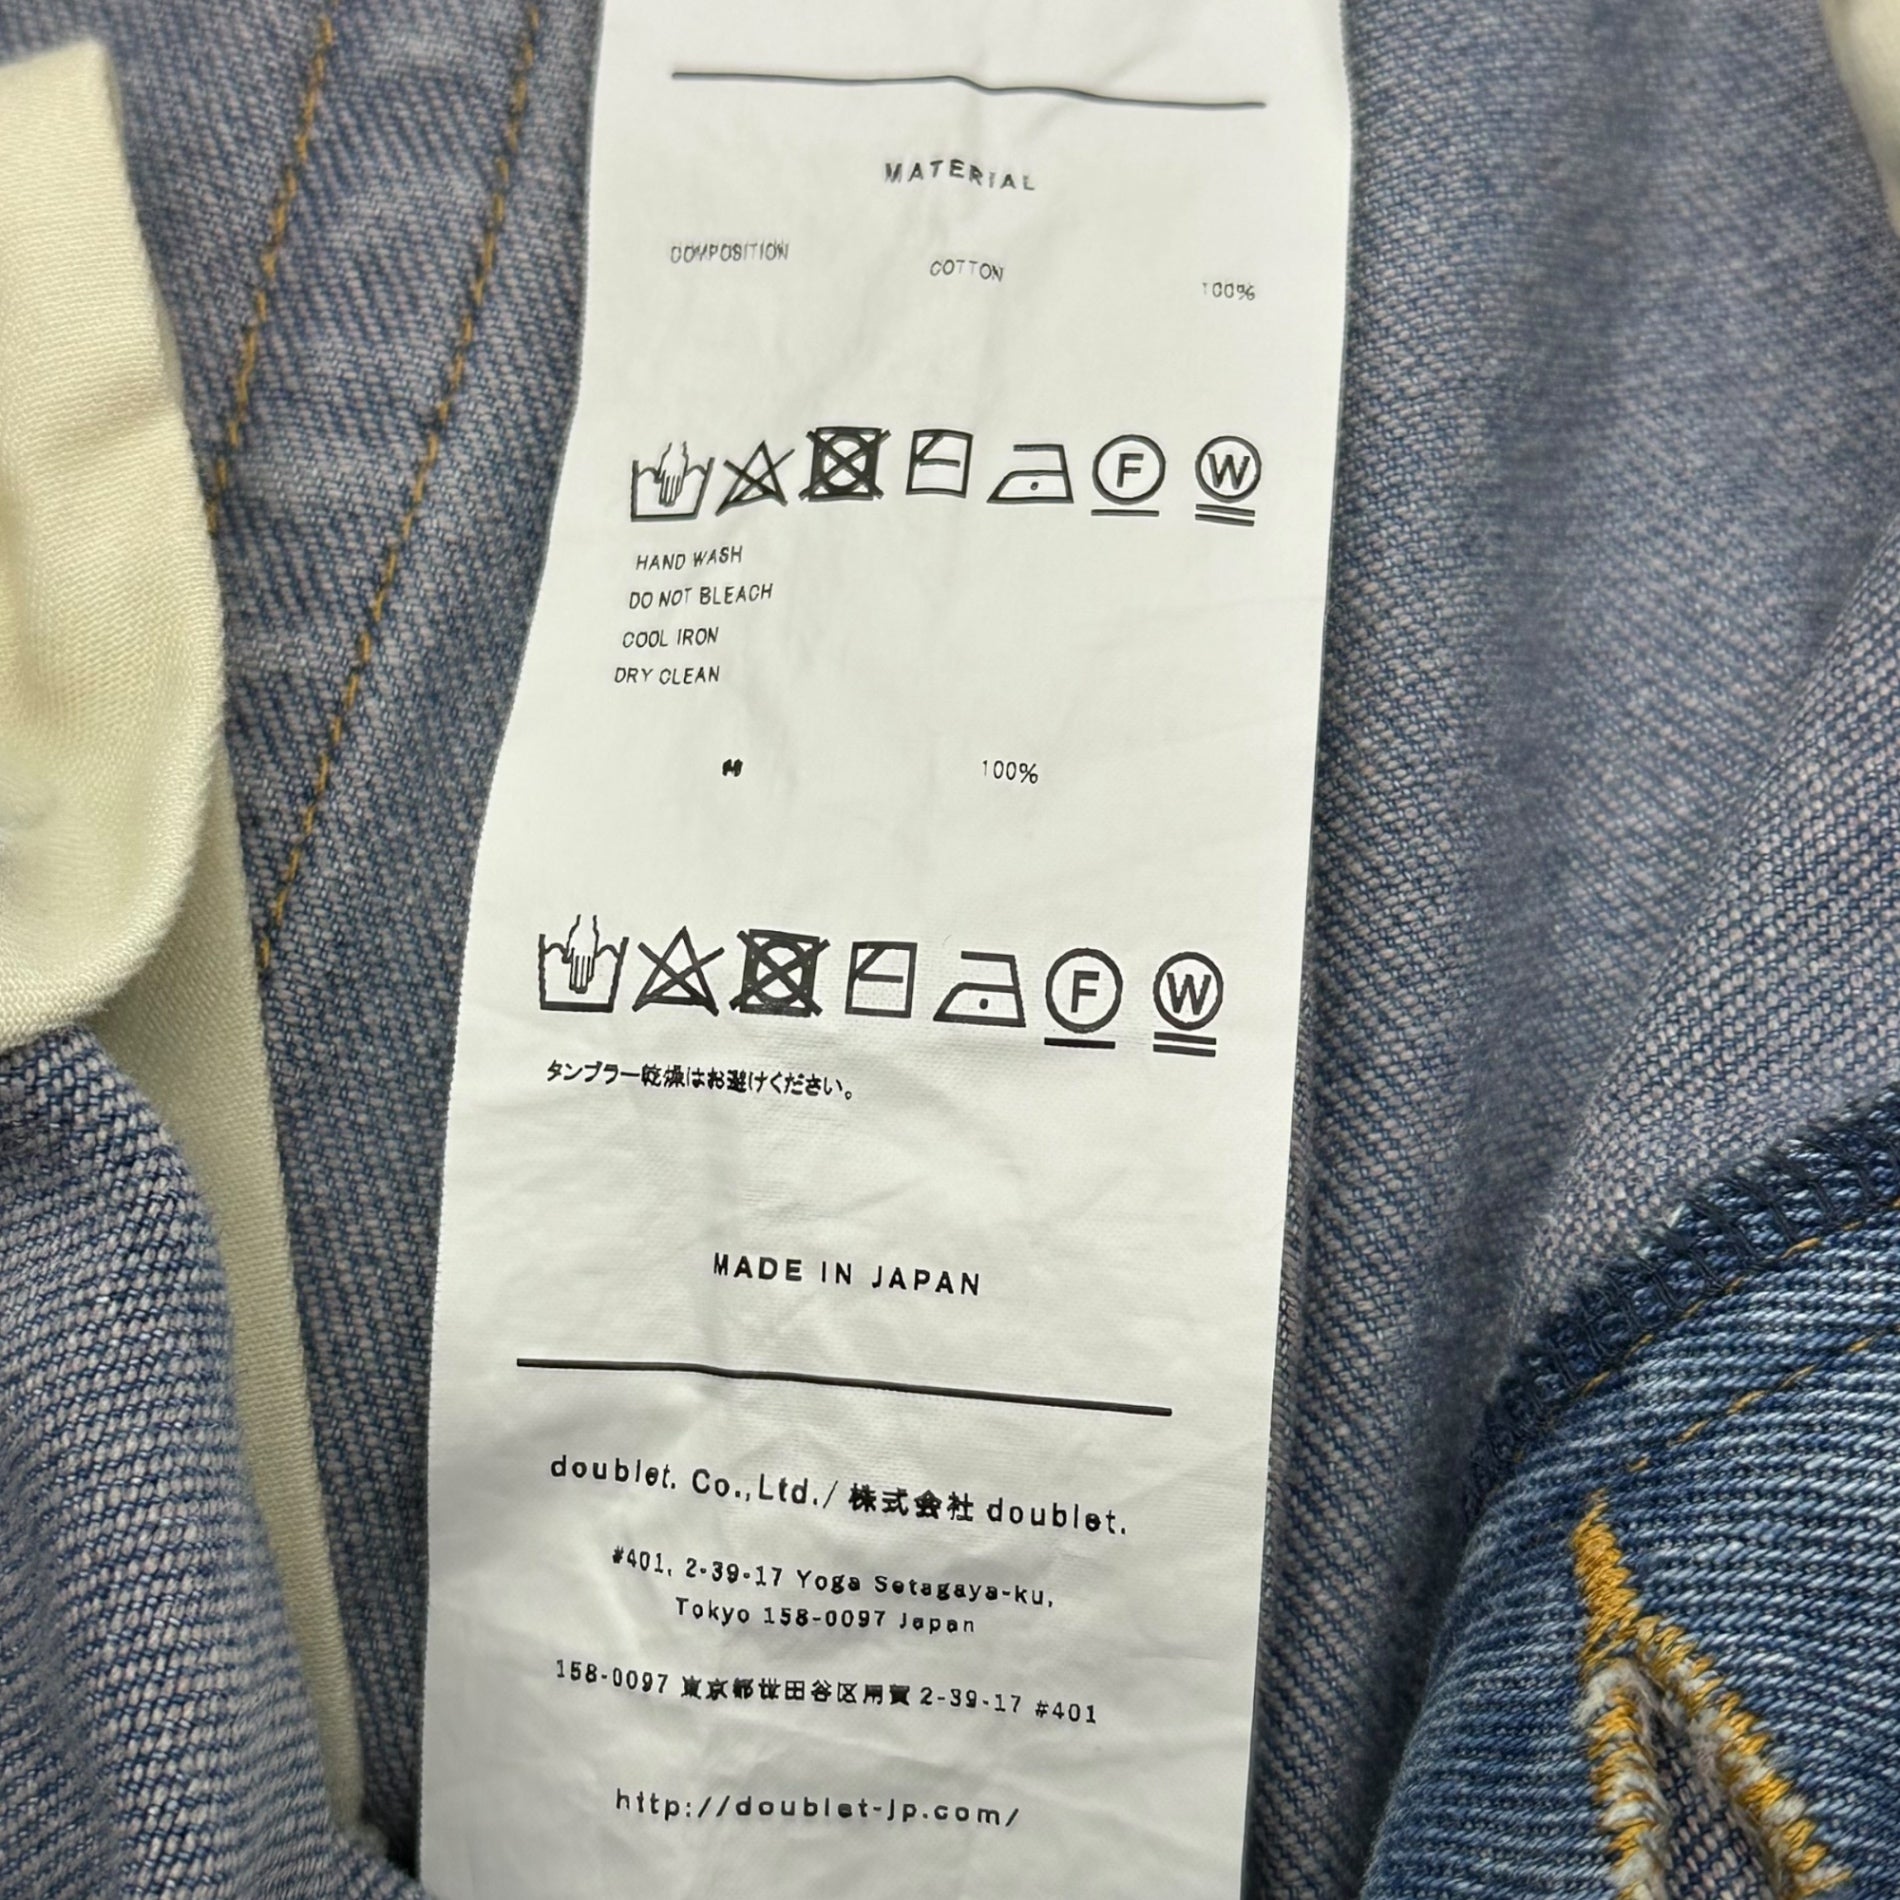 MATERIAL
COMPOSITION COTTON 100%
F W
HAND WASH
DO NOT BLEACH
COOL IRON
DRY CLEAN
100%
F W
タンブラー乾燥はお避けください。
MADE IN JAPAN
doublet. Co.,Ltd./ 株式会社 doublet.
#401, 2-39-17 Yoga Setagaya-ku,
Tokyo 158-0097 Japan
158-0097 東京都世田谷区用賀 2-39-17 #401
http://doublet-jp.com/